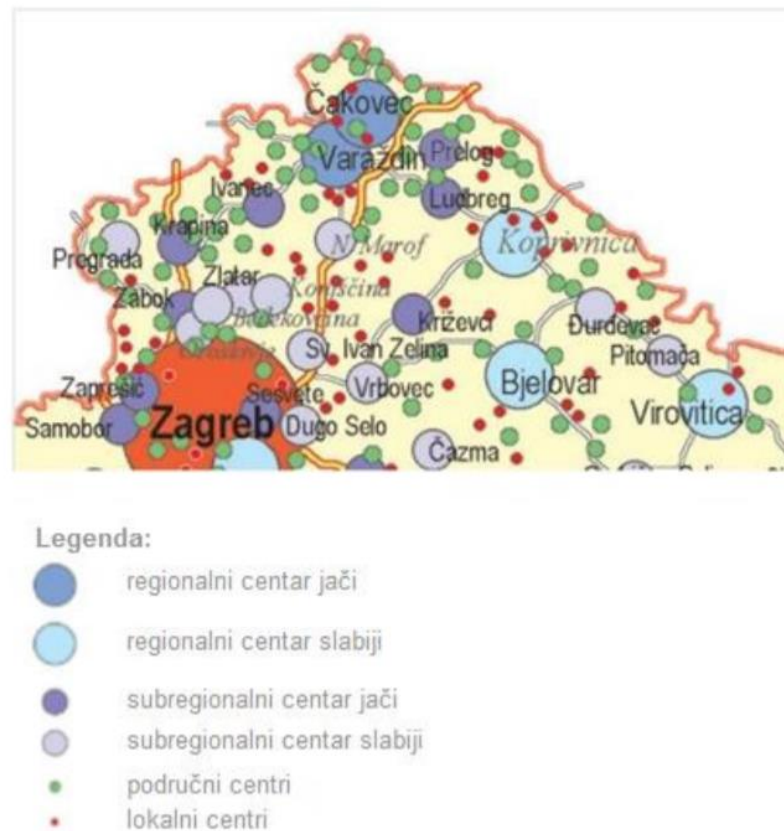 Čakovec
Varaždin
Prelog
Ivanec
Ludbreg
Krapina
Koprivnica
N. Marof
Pregrada
Zlatar
Konjščina
Zabok
Bedekovčina
Križevci
Đurđevac
Sv. Ivan Zelina
Pitomača
Zaprešić
Sesvete
Vrbovec
Bjelovar
Virovitica
Samobor
Zagreb
Dugo Selo
Čazma
Legenda:
regionalni centar jači
regionalni centar slabiji
subregionalni centar jači
subregionalni centar slabiji
područni centri
lokalni centri